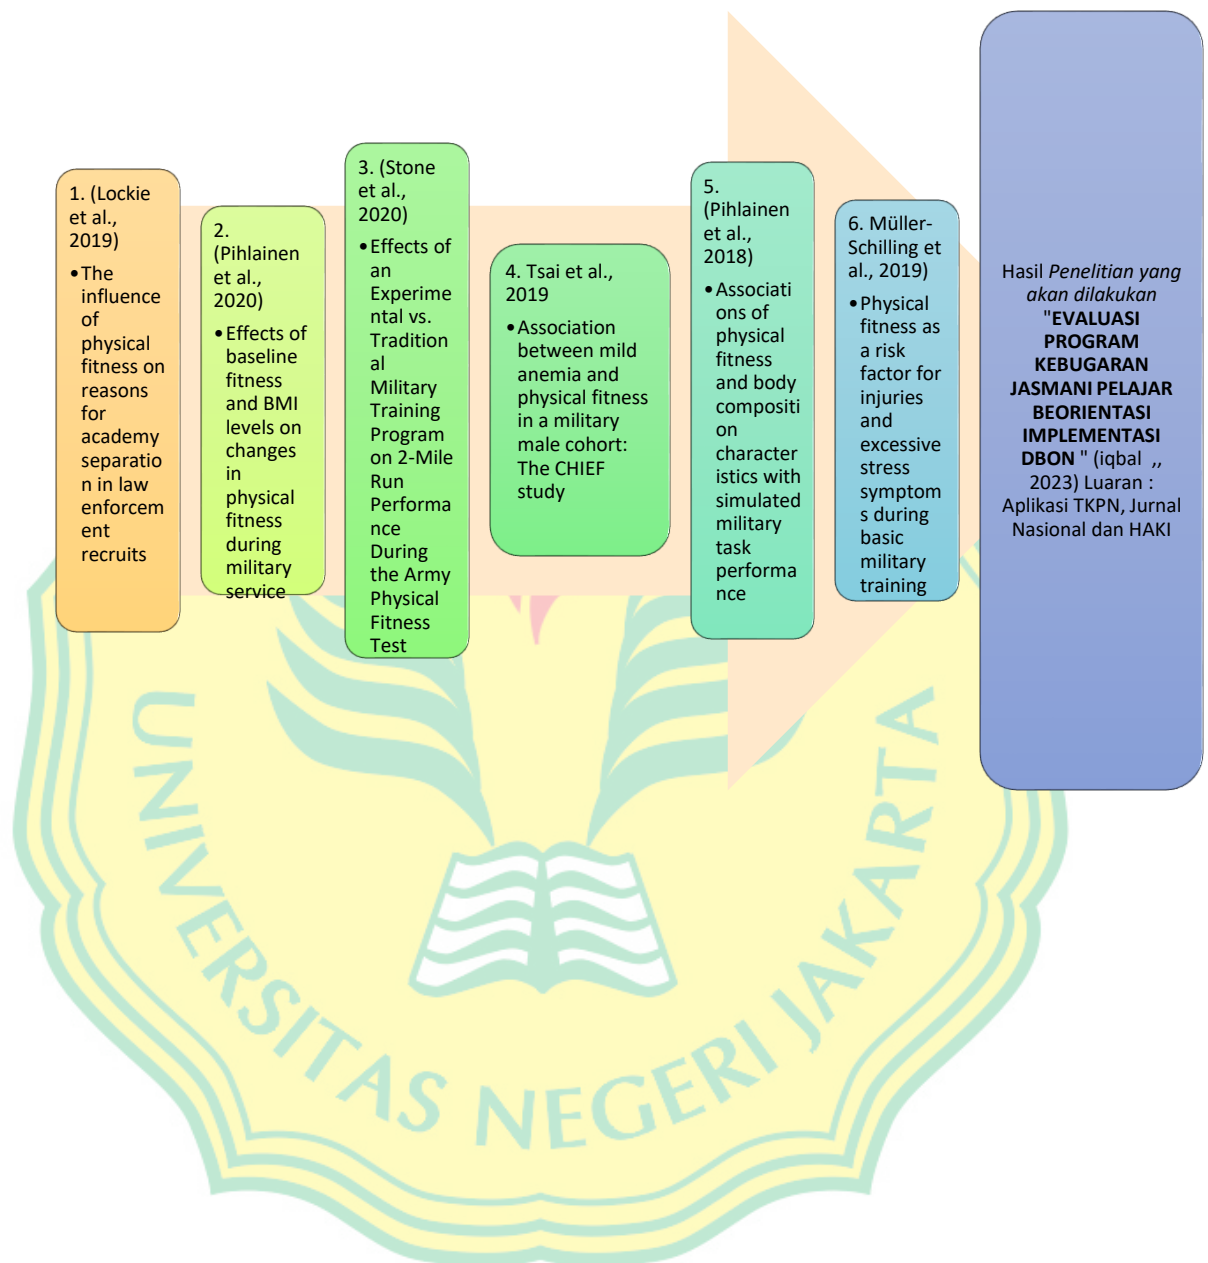 1. (Lockie
et al.,
2019)
•The
influence
of
physical
fitness on
reasons
for
academy
separatio
n in law
enforcem
ent
recruits
2.
(Pihlainen
et al.,
2020)
•Effects of
baseline
fitness
and BMI
levels on
changes
in
physical
fitness
during
military
service
3. (Stone
et al.,
2020)
•Effects of
an
Experime
ntal vs.
Tradition
al
Military
Training
Program
on 2-Mile
Run
Performa
nce
During
the Army
Physical
Fitness
Test
4. Tsai et al.,
2019
•Association
between mild
anemia and
physical fitness
in a military
male cohort:
The CHIEF
study
5.
(Pihlainen
et al.,
2018)
•Associati
ons of
physical
fitness
and body
compositi
on
character
istics with
simulated
military
task
performa
nce
6. Müller-
Schilling et
al., 2019)
•Physical
fitness as
a risk
factor for
injuries
and
excessive
stress
symptom
s during
basic
military
training
Hasil Penelitian yang
akan dilakukan
"EVALUASI
PROGRAM
KEBUGARAN
JASMANI PELAJAR
BEORIENTASI
IMPLEMENTASI
DBON " (iqbal ,,
2023) Luaran :
Aplikasi TKPN, Jurnal
Nasional dan HAKI
UNIVERSITAS NEGERI JAKARTA